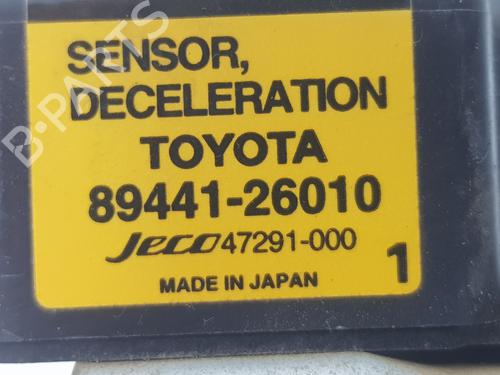 SENSOR,
DECELERATION
TOYOTA
89441-26010
Jeco 47291-000
MADE IN JAPAN 1
B-PARTS